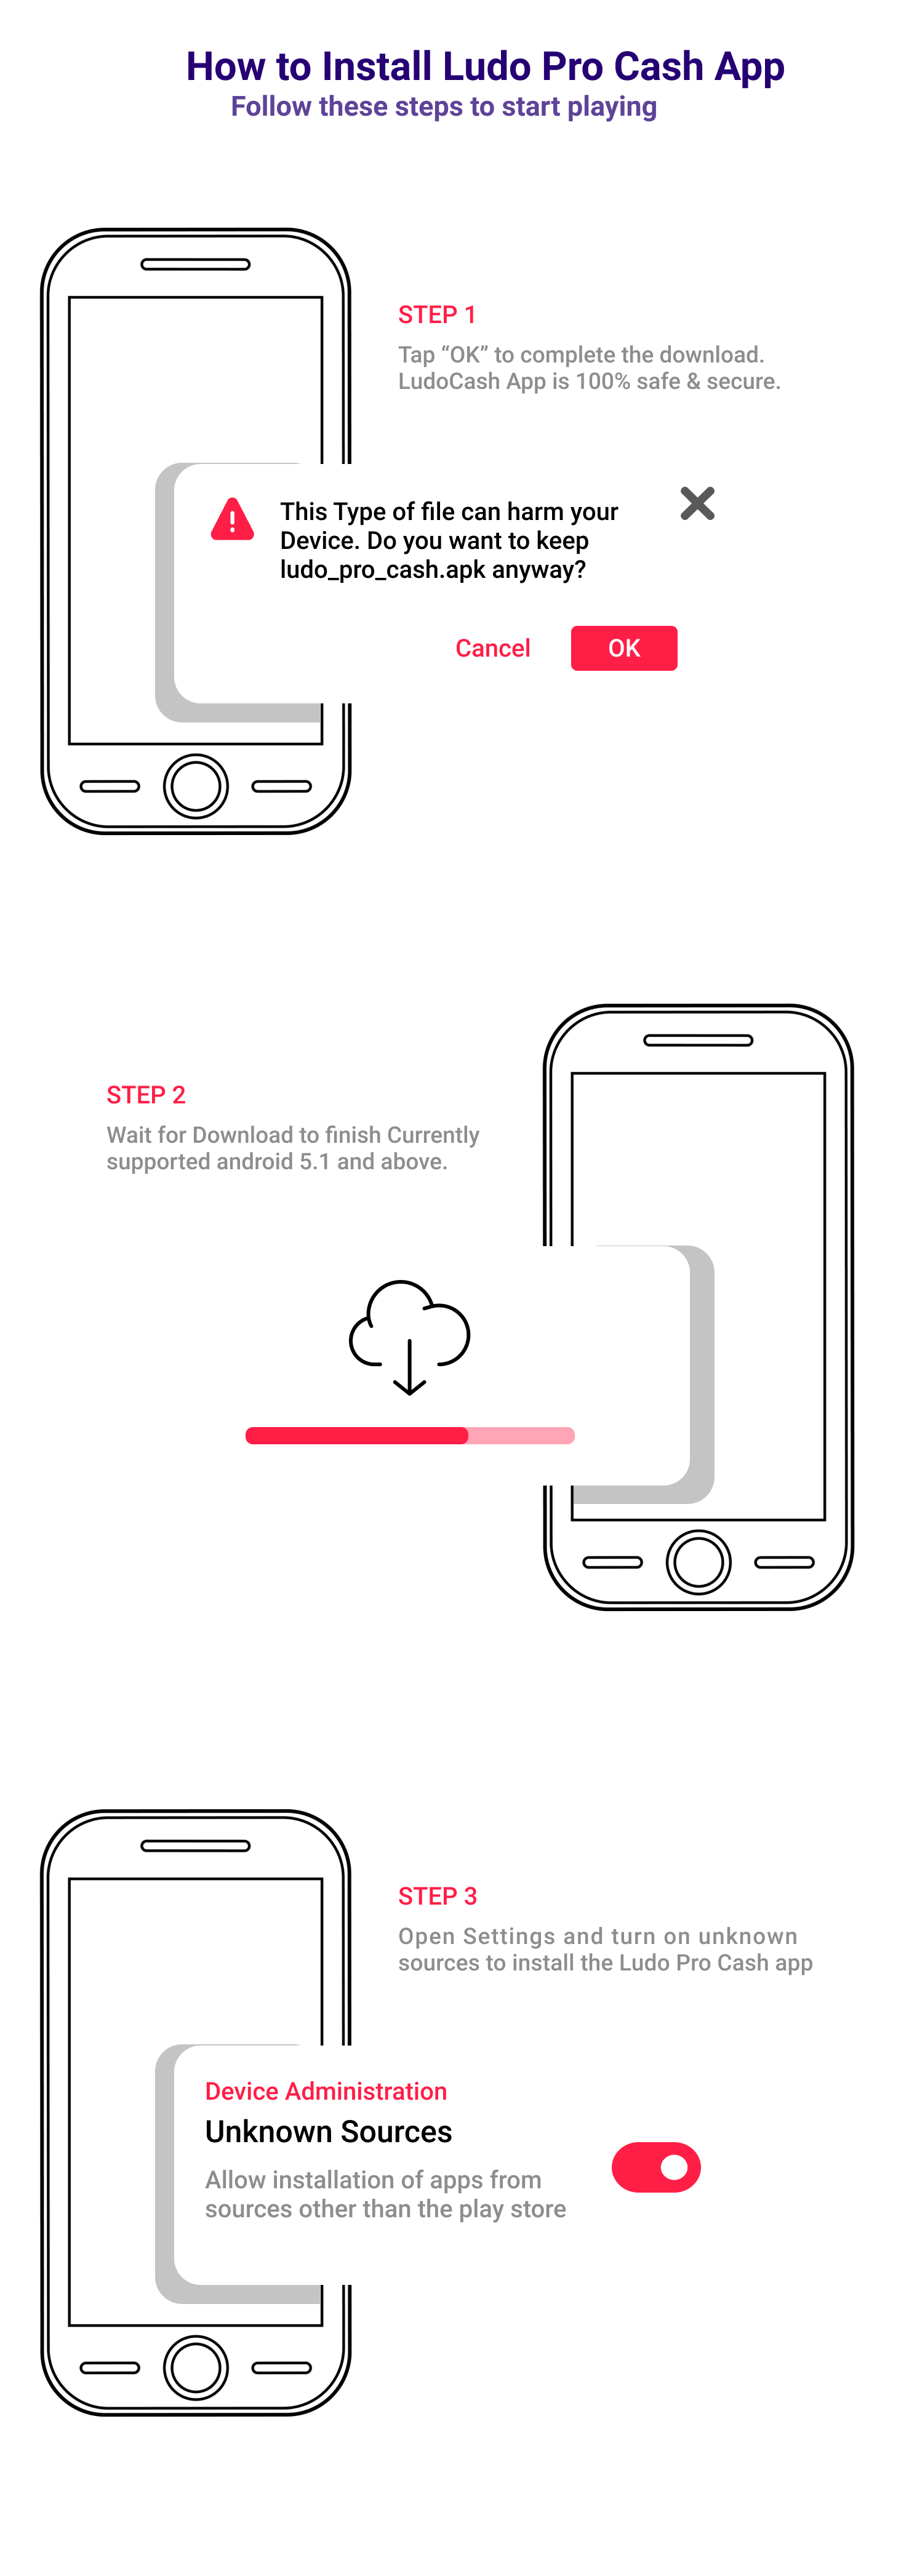 How to Install Ludo Pro Cash App
Follow these steps to start playing
STEP 1
Tap “OK” to complete the download.
LudoCash App is 100% safe & secure.
This Type of file can harm your
Device. Do you want to keep
ludo_pro_cash.apk anyway?
Cancel
OK
STEP 2
Wait for Download to finish Currently
supported android 5.1 and above.
STEP 3
Open Settings and turn on unknown
sources to install the Ludo Pro Cash app
Device Administration
Unknown Sources
Allow installation of apps from
sources other than the play store